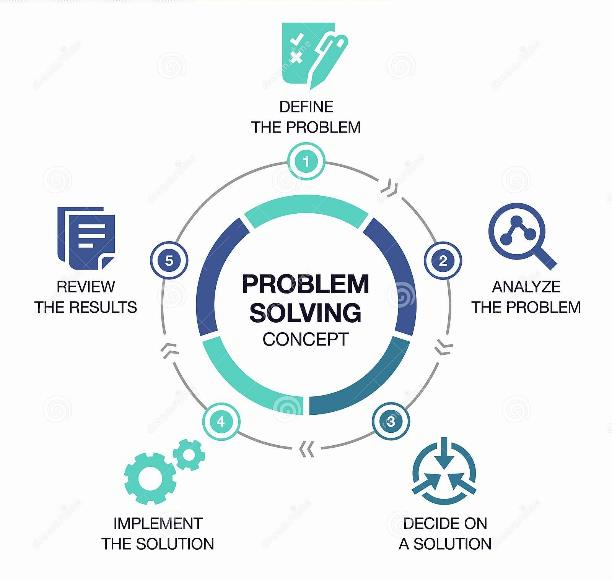 DEFINE
THE PROBLEM
1
2
ANALYZE
THE PROBLEM
3
DECIDE ON
A SOLUTION
4
IMPLEMENT
THE SOLUTION
5
REVIEW
THE RESULTS
PROBLEM
SOLVING
CONCEPT